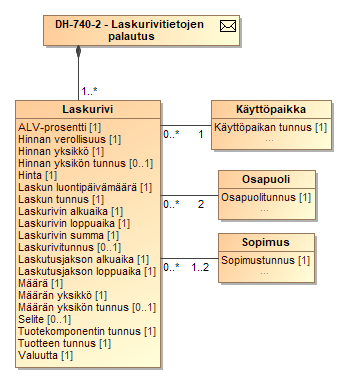 DH-740-2 - Laskurivitietojen
palautus
1..*
Laskurivi
ALV-prosentti [1]
Hinnan verollisuus [1]
Hinnan yksikkö [1]
Hinnan yksikön tunnus [0..1]
Hinta [1]
Laskun luontipäivämäärä [1]
Laskun tunnus [1]
Laskurivin alkuaika [1]
Laskurivin loppuaika [1]
Laskurivin summa [1]
Laskurivitunnus [0..1]
Laskutusjakson alkuaika [1]
Laskutusjakson loppuaika [1]
Määrä [1]
Määrän yksikkö [1]
Määrän yksikön tunnus [0..1]
Selite [0..1]
Tuotekomponentin tunnus [1]
Tuotteen tunnus [1]
Valuutta [1]
0..* 1
Käyttöpaikka
Käyttöpaikan tunnus [1]
...
0..* 2
Osapuoli
Osapuolitunnus [1]
...
0..* 1..2
Sopimus
Sopimustunnus [1]
...